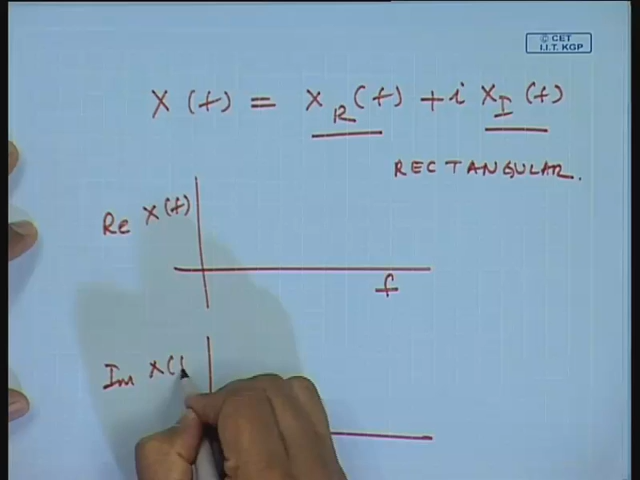 © CET
I.I.T. KGP
X (f) = X_R (f) + i X_I (f)
RECTANGULAR.
Re X(f)
f
Im X(